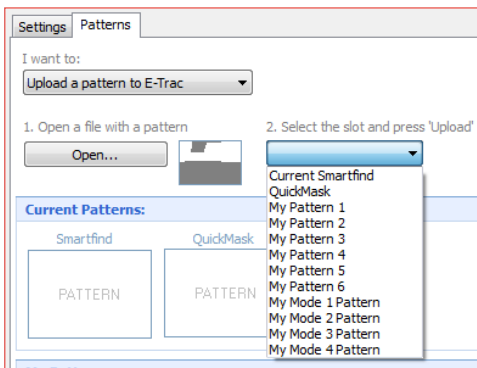 Settings
Patterns
I want to:
Upload a pattern to E-Trac
1. Open a file with a pattern
2. Select the slot and press 'Upload'
Open...
Current Smartfind
QuickMask
My Pattern 1
My Pattern 2
My Pattern 3
My Pattern 4
My Pattern 5
My Pattern 6
My Mode 1 Pattern
My Mode 2 Pattern
My Mode 3 Pattern
My Mode 4 Pattern
Current Patterns:
Smartfind
QuickMask
PATTERN
PATTERN